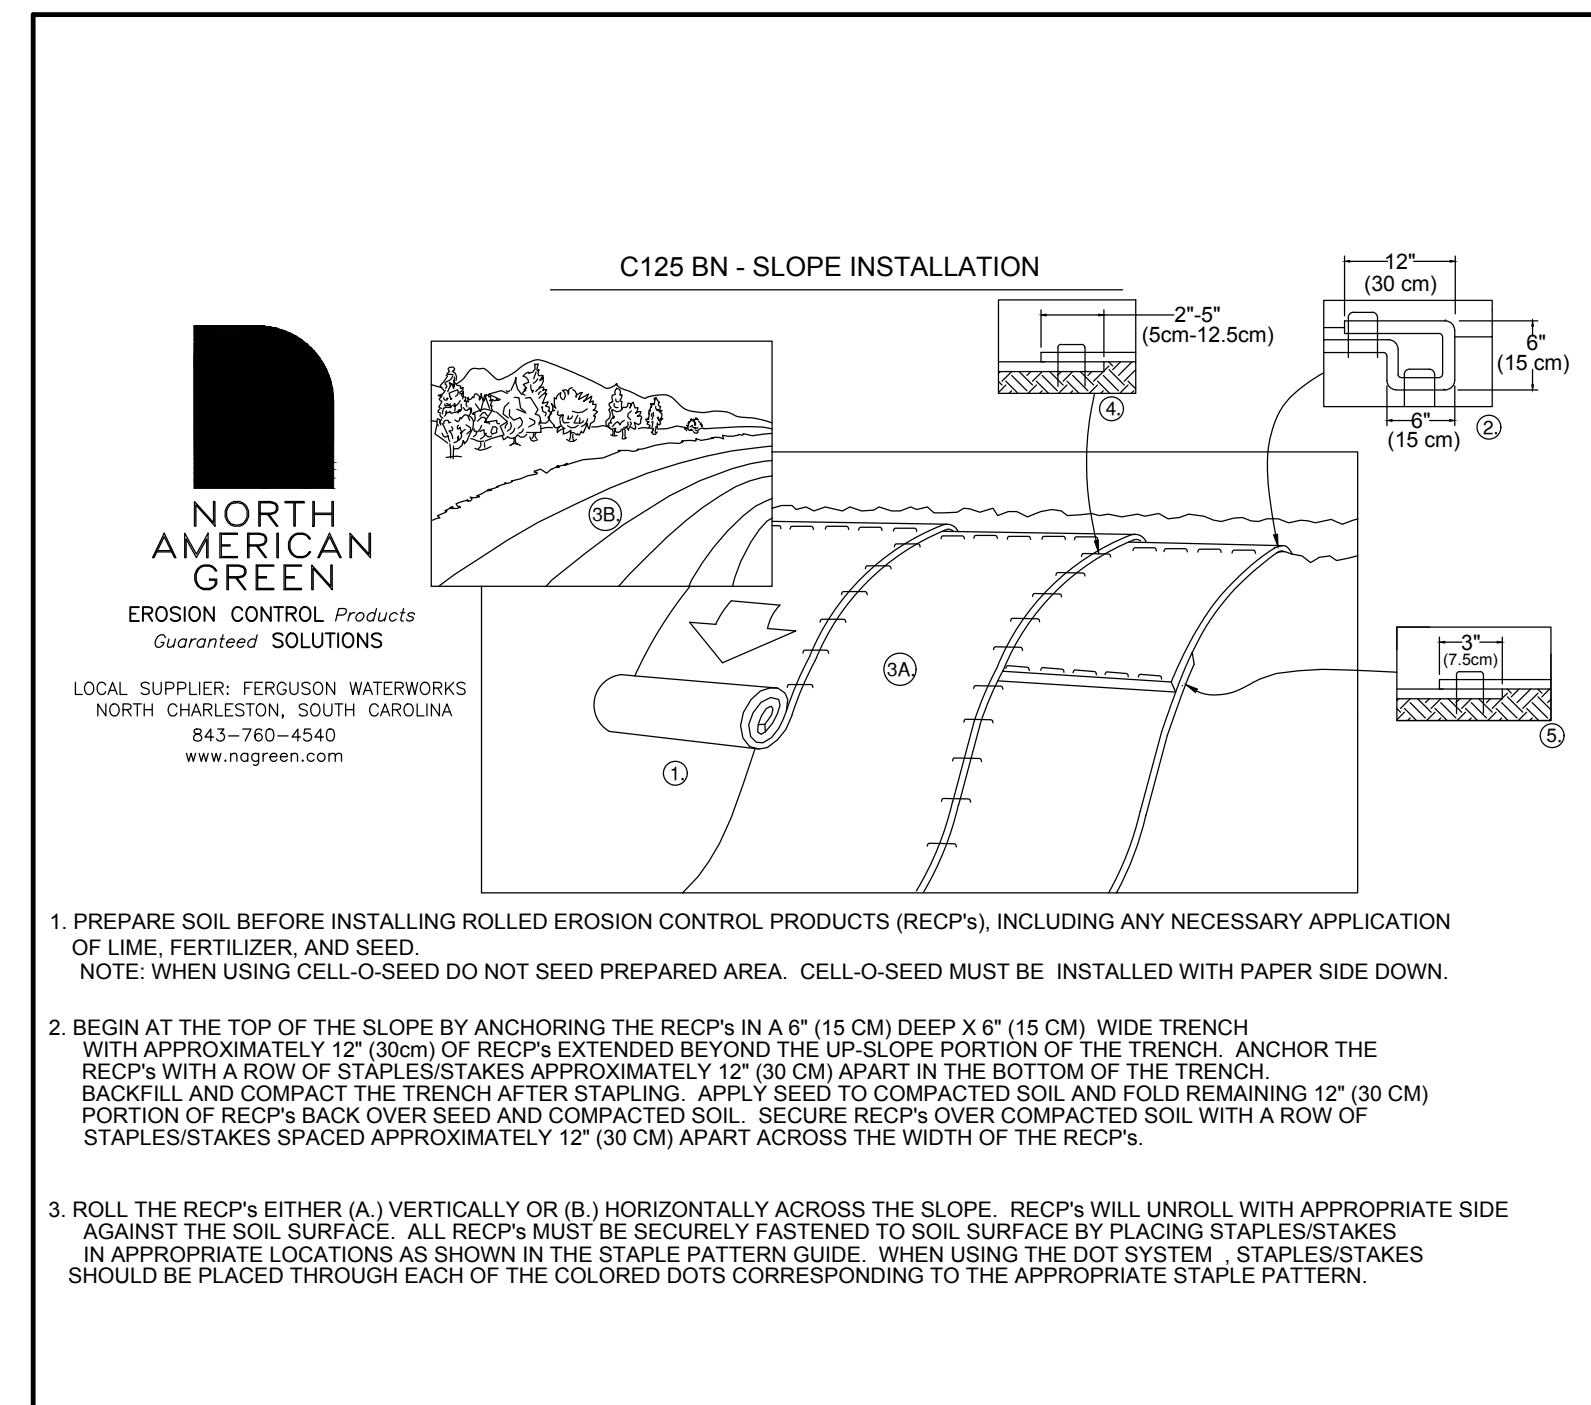 C125 BN - SLOPE INSTALLATION
12"
(30 cm)
2"-5"
(5cm-12.5cm)
6"
(15 cm)
4.
6"
(15 cm)
2.
3B.
NORTH
AMERICAN
GREEN
EROSION CONTROL Products
Guaranteed SOLUTIONS
LOCAL SUPPLIER: FERGUSON WATERWORKS
NORTH CHARLESTON, SOUTH CAROLINA
843-760-4540
www.nagreen.com
3A.
3"
(7.5cm)
5.
1.
1. PREPARE SOIL BEFORE INSTALLING ROLLED EROSION CONTROL PRODUCTS (RECP's), INCLUDING ANY NECESSARY APPLICATION
OF LIME, FERTILIZER, AND SEED.
NOTE: WHEN USING CELL-O-SEED DO NOT SEED PREPARED AREA. CELL-O-SEED MUST BE INSTALLED WITH PAPER SIDE DOWN.
2. BEGIN AT THE TOP OF THE SLOPE BY ANCHORING THE RECP's IN A 6" (15 CM) DEEP X 6" (15 CM) WIDE TRENCH
WITH APPROXIMATELY 12" (30cm) OF RECP's EXTENDED BEYOND THE UP-SLOPE PORTION OF THE TRENCH. ANCHOR THE
RECP's WITH A ROW OF STAPLES/STAKES APPROXIMATELY 12" (30 CM) APART IN THE BOTTOM OF THE TRENCH.
BACKFILL AND COMPACT THE TRENCH AFTER STAPLING. APPLY SEED TO COMPACTED SOIL AND FOLD REMAINING 12" (30 CM)
PORTION OF RECP's BACK OVER SEED AND COMPACTED SOIL. SECURE RECP's OVER COMPACTED SOIL WITH A ROW OF
STAPLES/STAKES SPACED APPROXIMATELY 12" (30 CM) APART ACROSS THE WIDTH OF THE RECP's.
3. ROLL THE RECP's EITHER (A.) VERTICALLY OR (B.) HORIZONTALLY ACROSS THE SLOPE. RECP's WILL UNROLL WITH APPROPRIATE SIDE
AGAINST THE SOIL SURFACE. ALL RECP's MUST BE SECURELY FASTENED TO SOIL SURFACE BY PLACING STAPLES/STAKES
IN APPROPRIATE LOCATIONS AS SHOWN IN THE STAPLE PATTERN GUIDE. WHEN USING THE DOT SYSTEM , STAPLES/STAKES
SHOULD BE PLACED THROUGH EACH OF THE COLORED DOTS CORRESPONDING TO THE APPROPRIATE STAPLE PATTERN.